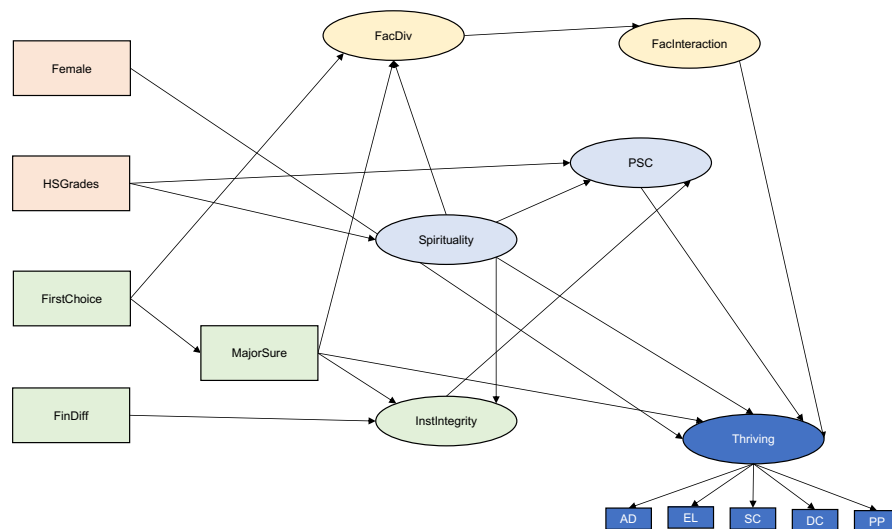 FacDiv
FacInteraction
Female
HSGrades
PSC
Spirituality
FirstChoice
MajorSure
FinDiff
InstIntegrity
Thriving
AD
EL
SC
DC
PP